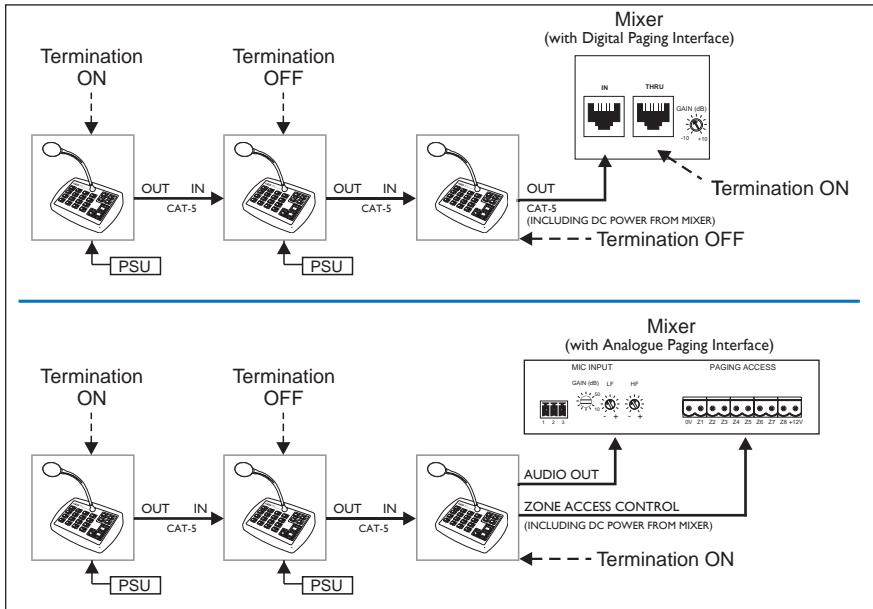 Mixer
(with Digital Paging Interface)
Termination
ON
Termination
OFF
IN
THRU
GAIN (dB)
-10
+10
OUT
IN
CAT-5
OUT
IN
CAT-5
OUT
CAT-5
(INCLUDING DC POWER FROM MIXER)
Termination ON
Termination OFF
PSU
PSU
Mixer
(with Analogue Paging Interface)
MIC INPUT
PAGING ACCESS
Termination
ON
Termination
OFF
GAIN (dB)
LF
HF
50
10
- +
- +
1 2 3
0V Z1 Z2 Z3 Z4 Z5 Z6 Z7 Z8 +12V
OUT
IN
CAT-5
OUT
IN
CAT-5
AUDIO OUT
ZONE ACCESS CONTROL
(INCLUDING DC POWER FROM MIXER)
Termination ON
PSU
PSU